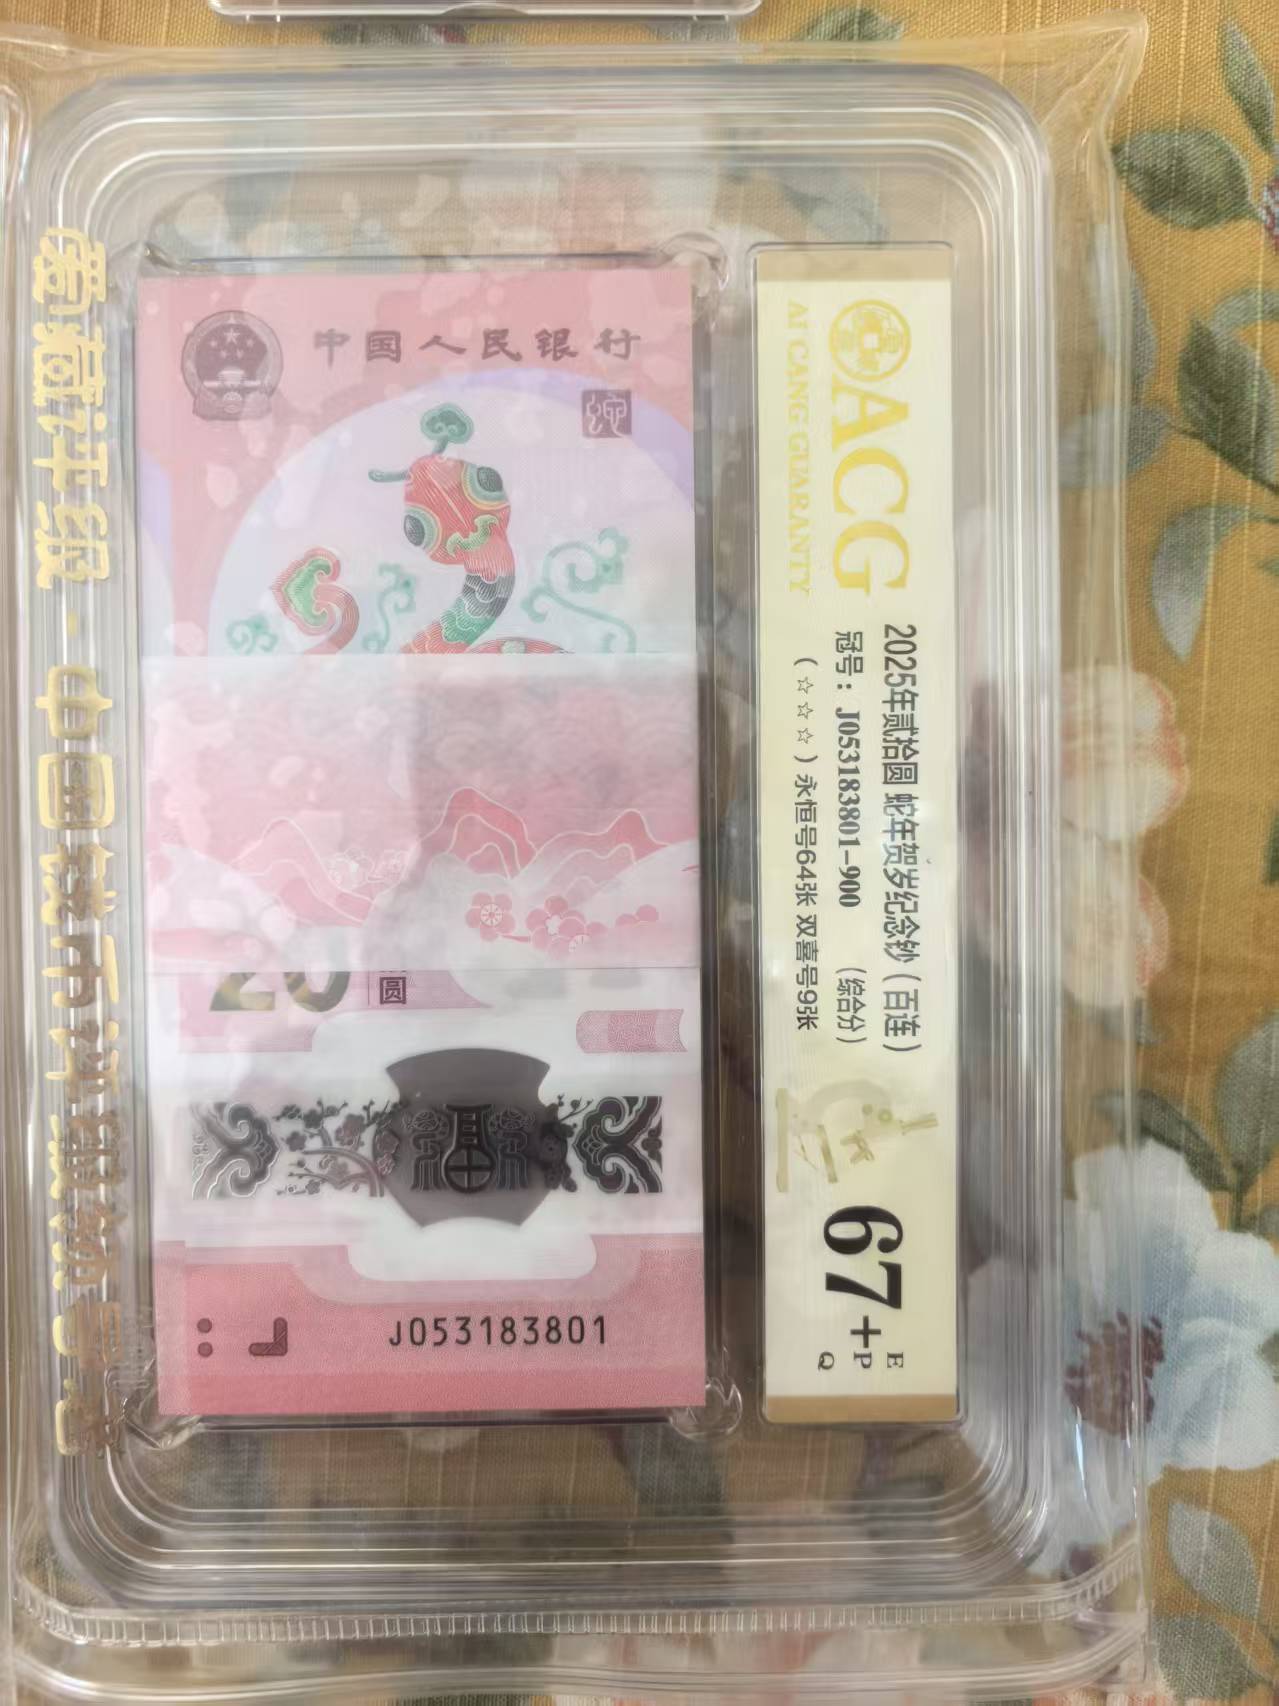 中国人民银行
20
圆
J053183801
ACG
AI CANG GUARANTY
2025年贰拾圆 蛇年贺岁纪念钞（百连）
冠号：J053183801-900 （综合分）
（☆☆☆）永恒号64张 双喜号9张
67+
E
P
Q
爱藏评级 - 中国钱币评级领导者